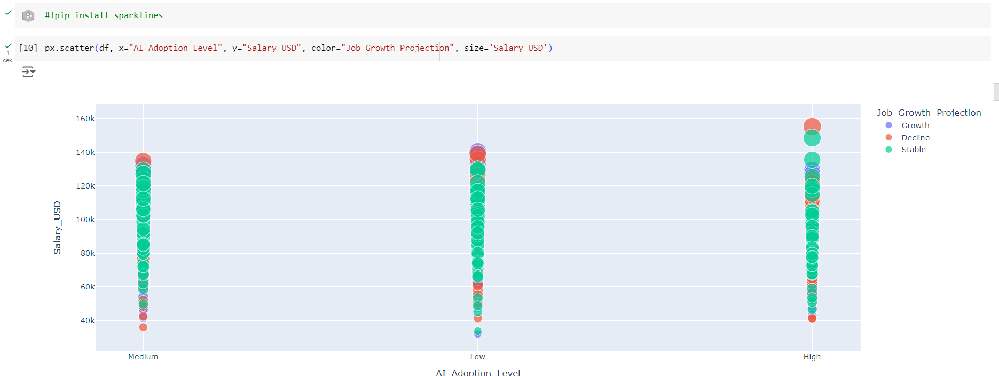 #!pip install sparklines
[10] px.scatter(df, x="AI_Adoption_Level", y="Salary_USD", color="Job_Growth_Projection", size='Salary_USD')
1
сек.
160k
140k
120k
100k
80k
60k
40k
Salary_USD
Medium
Low
High
AI_Adoption_Level
Job_Growth_Projection
Growth
Decline
Stable